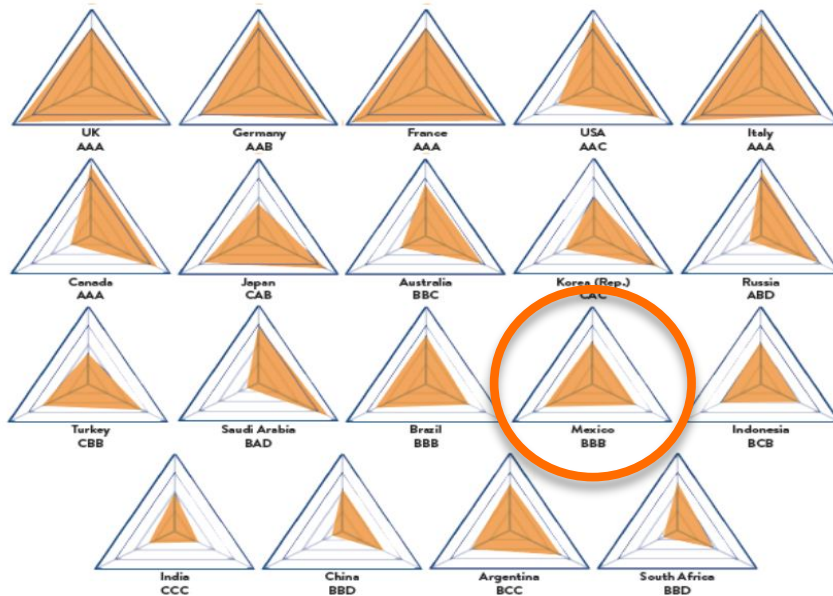 UK
AAA
Germany
AAB
France
AAA
USA
AAC
Italy
AAA
Canada
AAA
Japan
CAB
Australia
BBC
Korea (Rep.)
CAC
Russia
ABD
Turkey
CBB
Saudi Arabia
BAD
Brazil
BBB
Mexico
BBB
Indonesia
BCB
India
CCC
China
BBD
Argentina
BCC
South Africa
BBD